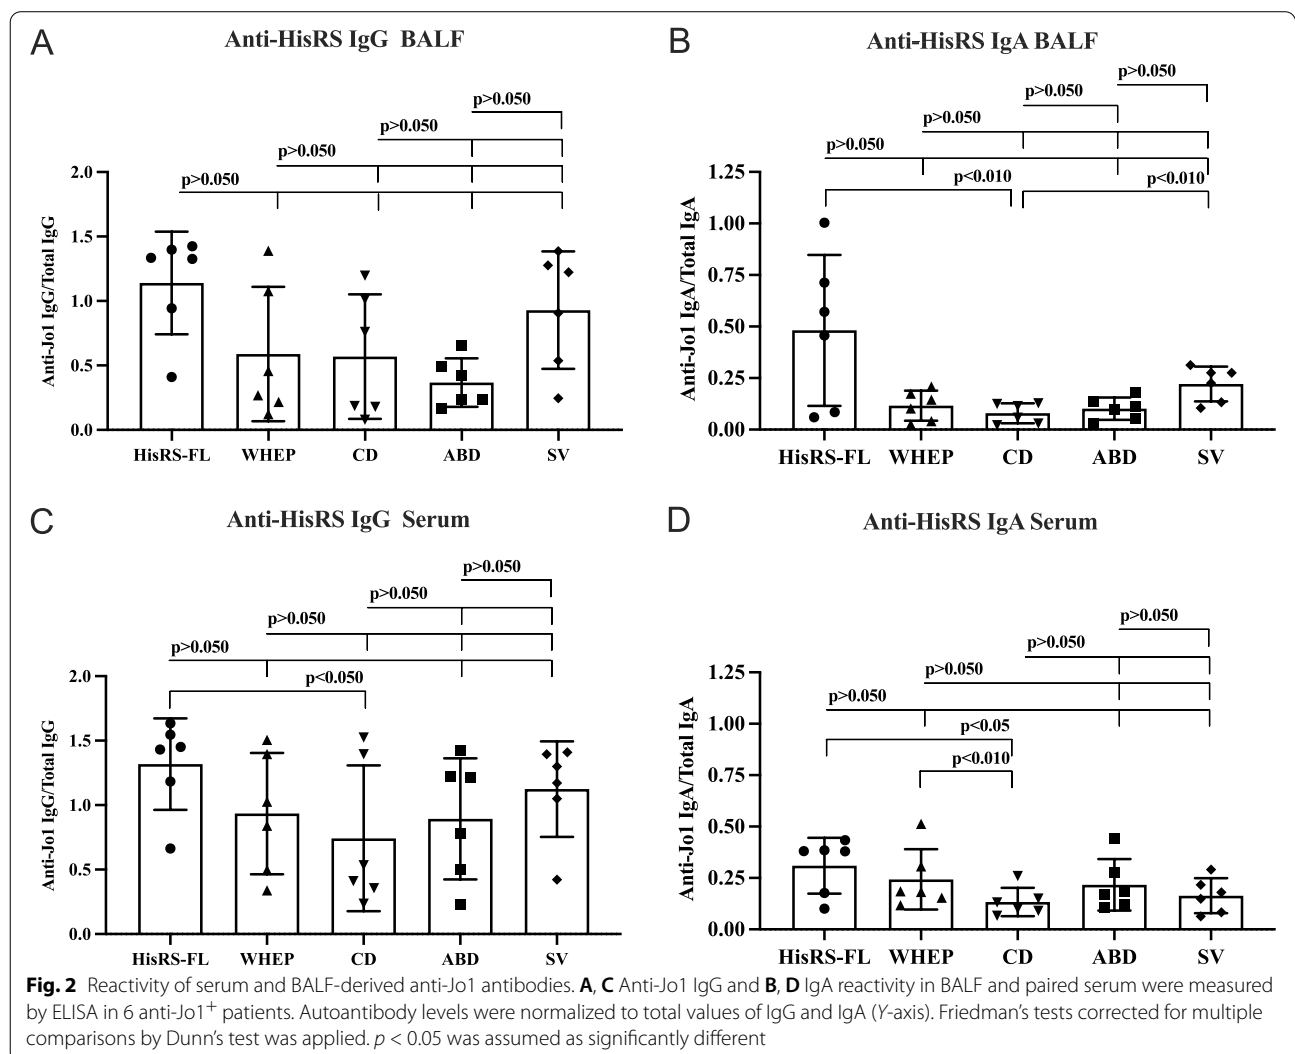 A
Anti-HisRS IgG BALF
p>0.050
p>0.050
p>0.050
p>0.050
2.0
1.5
1.0
0.5
0.0
Anti-Jo1 IgG/Total IgG
HisRS-FL WHEP CD ABD SV
B
Anti-HisRS IgA BALF
p>0.050
p>0.050
p>0.050
p>0.050
p<0.010 p<0.010
1.25
1.00
0.75
0.50
0.25
0.00
Anti-Jo1 IgA/Total IgA
HisRS-FL WHEP CD ABD SV
C
Anti-HisRS IgG Serum
p>0.050
p>0.050
p>0.050
p>0.050
p<0.050
2.0
1.5
1.0
0.5
0.0
Anti-Jo1 IgG/Total IgG
HisRS-FL WHEP CD ABD SV
D
Anti-HisRS IgA Serum
p>0.050
p>0.050
p>0.050
p>0.050
p<0.05
p<0.010
1.25
1.00
0.75
0.50
0.25
0.00
Anti-Jo1 IgA/Total IgA
HisRS-FL WHEP CD ABD SV
Fig. 2 Reactivity of serum and BALF-derived anti-Jo1 antibodies. A, C Anti-Jo1 IgG and B, D IgA reactivity in BALF and paired serum were measured
by ELISA in 6 anti-Jo1⁺ patients. Autoantibody levels were normalized to total values of IgG and IgA (Y-axis). Friedman’s tests corrected for multiple
comparisons by Dunn’s test was applied. p < 0.05 was assumed as significantly different